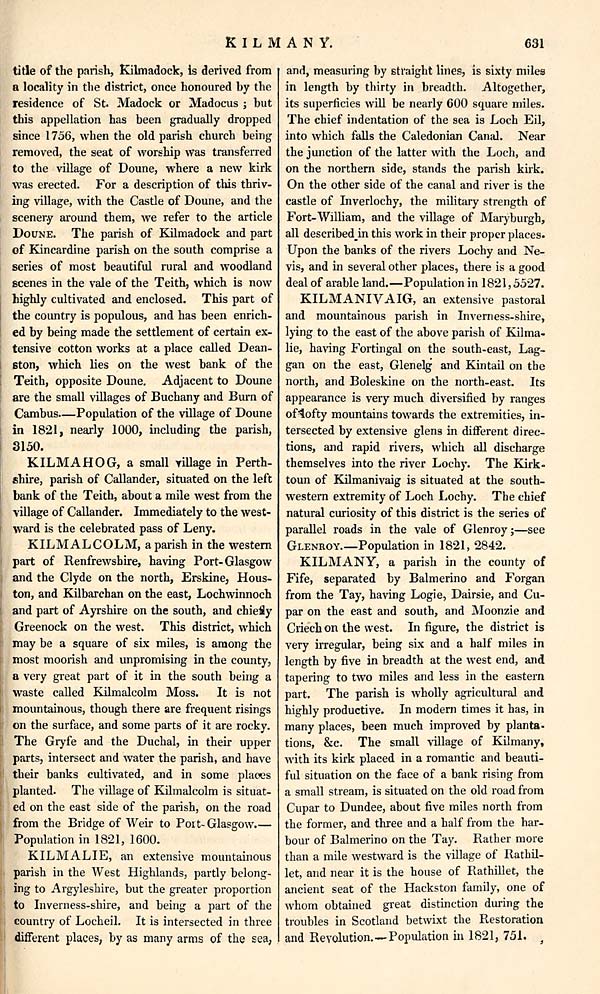 KILMANY.
631
title of the parish, Kilmadock, is derived from
a locality in the district, once honoured by the
residence of St. Madock or Madocus ; but
this appellation has been gradually dropped
since 1756, when the old parish church being
removed, the seat of worship was transferred
to the village of Doune, where a new kirk
was erected. For a description of this thriv-
ing village, with the Castle of Doune, and the
scenery around them, we refer to the article
DOUNE. The parish of Kilmadock and part
of Kincardine parish on the south comprise a
series of most beautiful rural and woodland
scenes in the vale of the Teith, which is now
highly cultivated and enclosed. This part of
the country is populous, and has been enrich-
ed by being made the settlement of certain ex-
tensive cotton works at a place called Dean-
ston, which lies on the west bank of the
Teith, opposite Doune. Adjacent to Doune
are the small villages of Buchany and Burn of
Cambus.—Population of the village of Doune
in 1821, nearly 1000, including the parish,
3150.
KILMAHOG, a small village in Perth-
shire, parish of Callander, situated on the left
bank of the Teith, about a mile west from the
village of Callander. Immediately to the west-
ward is the celebrated pass of Leny.
KILMALCOLM, a parish in the western
part of Renfrewshire, having Port-Glasgow
and the Clyde on the north, Erskine, Hous-
ton, and Kilbarchan on the east, Lochwinnoch
and part of Ayrshire on the south, and chiefly
Greenock on the west. This district, which
may be a square of six miles, is among the
most moorish and unpromising in the county,
a very great part of it in the south being a
waste called Kilmalcolm Moss. It is not
mountainous, though there are frequent risings
on the surface, and some parts of it are rocky.
The Gryfe and the Duchal, in their upper
parts, intersect and water the parish, and have
their banks cultivated, and in some places
planted. The village of Kilmalcolm is situat-
ed on the east side of the parish, on the road
from the Bridge of Weir to Port-Glasgow.—
Population in 1821, 1600.
KILMALIE, an extensive mountainous
parish in the West Highlands, partly belong-
ing to Argyleshire, but the greater proportion
to Inverness-shire, and being a part of the
country of Locheil. It is intersected in three
different places, by as many arms of the sea,
and, measuring by straight lines, is sixty miles
in length by thirty in breadth. Altogether,
its superficies will be nearly 600 square miles.
The chief indentation of the sea is Loch Eil,
into which falls the Caledonian Canal. Near
the junction of the latter with the Loch, and
on the northern side, stands the parish kirk.
On the other side of the canal and river is the
castle of Inverlochy, the military strength of
Fort-William, and the village of Maryburgh,
all described in this work in their proper places.
Upon the banks of the rivers Lochy and Ne-
vis, and in several other places, there is a good
deal of arable land.—Population in 1821, 5527.
KILMANIVAIG, an extensive pastoral
and mountainous parish in Inverness-shire,
lying to the east of the above parish of Kilma-
lie, having Fortingal on the south-east, Lag-
gan on the east, Glenelg and Kintail on the
north, and Boleskine on the north-east. Its
appearance is very much diversified by ranges
of lofty mountains towards the extremities, in-
tersected by extensive glens in different direc-
tions, and rapid rivers, which all discharge
themselves into the river Lochy. The Kirk-
toun of Kilmanivaig is situated at the south-
western extremity of Loch Lochy. The chief
natural curiosity of this district is the series of
parallel roads in the vale of Glenroy ;—see
GLENROY.—Population in 1821, 2842.
KILMANY, a parish in the county of
Fife, separated by Balmerino and Forgan
from the Tay, having Logie, Dairsie, and Cu-
par on the east and south, and Moonzie and
Criech on the west. In figure, the district is
very irregular, being six and a half miles in
length by five in breadth at the west end, and
tapering to two miles and less in the eastern
part. The parish is wholly agricultural and
highly productive. In modern times it has, in
many places, been much improved by planta-
tions, &c. The small village of Kilmany,
with its kirk placed in a romantic and beauti-
ful situation on the face of a bank rising from
a small stream, is situated on the old road from
Cupar to Dundee, about five miles north from
the former, and three and a half from the har-
bour of Balmerino on the Tay. Rather more
than a mile westward is the village of Rathil-
let, and near it is the house of Rathillet, the
ancient seat of the Hackston family, one of
whom obtained great distinction during the
troubles in Scotland betwixt the Restoration
and Revolution.—Population in 1821, 751.